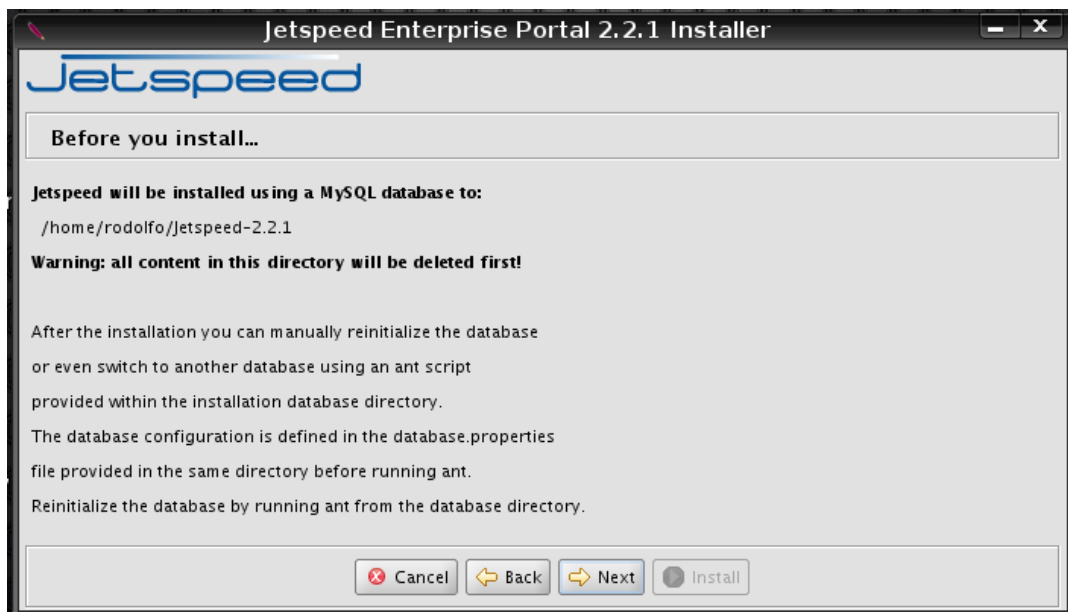 Jetspeed Enterprise Portal 2.2.1 Installer
Jetspeed
Before you install...
Jetspeed will be installed using a MySQL database to:
/home/rodolfo/Jetspeed-2.2.1
Warning: all content in this directory will be deleted first!
After the installation you can manually reinitialize the database
or even switch to another database using an ant script
provided within the installation database directory.
The database configuration is defined in the database.properties
file provided in the same directory before running ant.
Reinitialize the database by running ant from the database directory.
Cancel Back Next Install